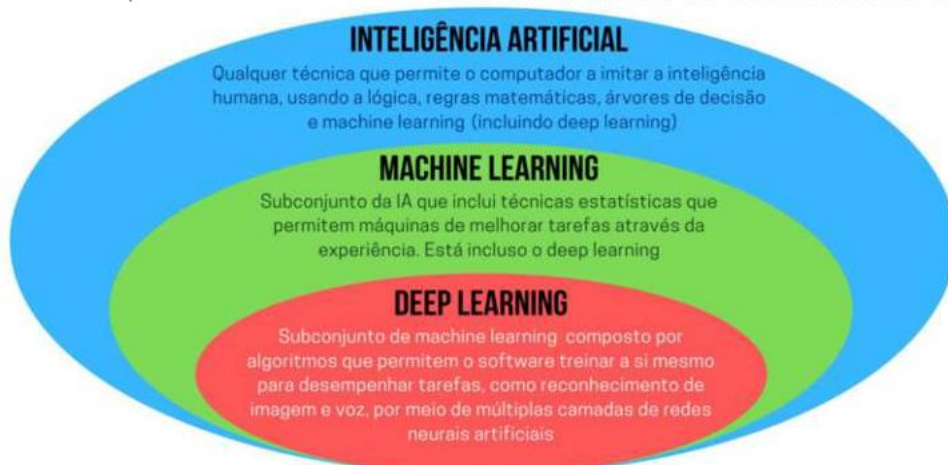 INTELIGÊNCIA ARTIFICIAL
Qualquer técnica que permite o computador a imitar a inteligência
humana, usando a lógica, regras matemáticas, árvores de decisão
e machine learning (incluindo deep learning)
MACHINE LEARNING
Subconjunto da IA que inclui técnicas estatísticas que
permitem máquinas de melhorar tarefas através da
experiência. Está incluso o deep learning
DEEP LEARNING
Subconjunto de machine learning composto por
algoritmos que permitem o software treinar a si mesmo
para desempenhar tarefas, como reconhecimento de
imagem e voz, por meio de múltiplas camadas de redes
neurais artificiais